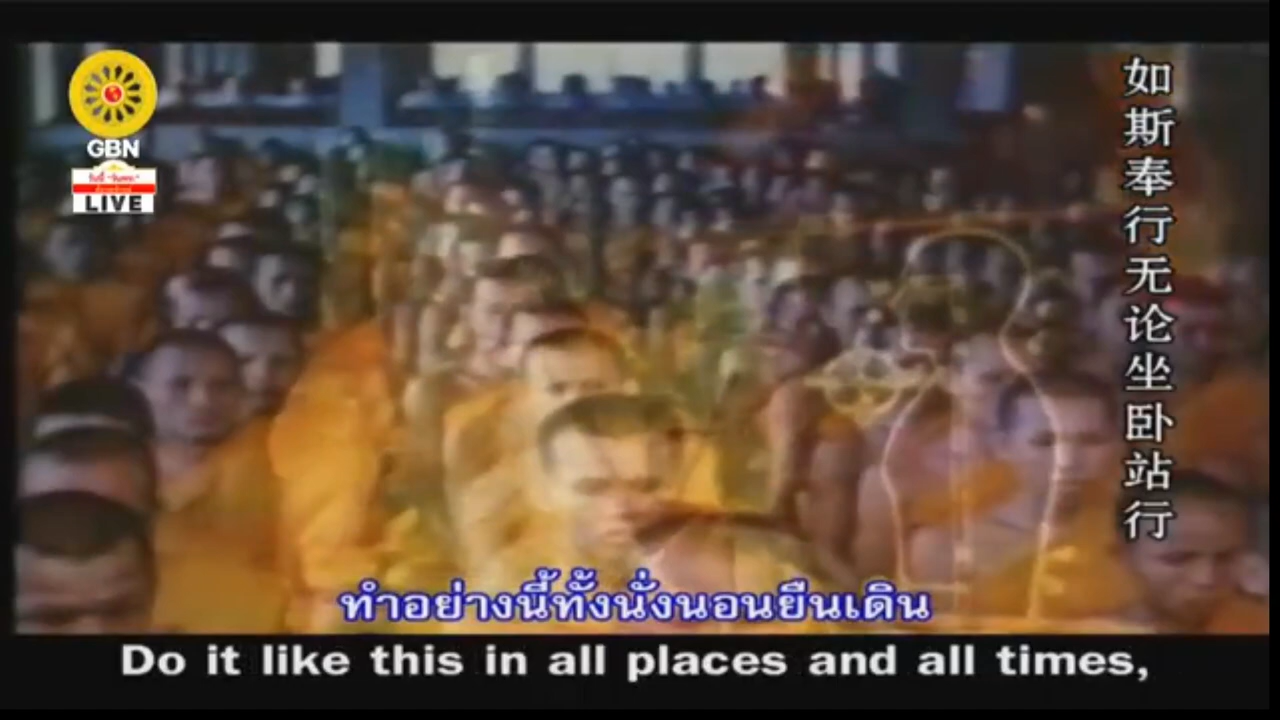 GBN
LIVE
如斯奉行无论坐卧站行
ทำอย่างนี้ทั้งนั่งนอนยืนเดิน
Do it like this in all places and all times,